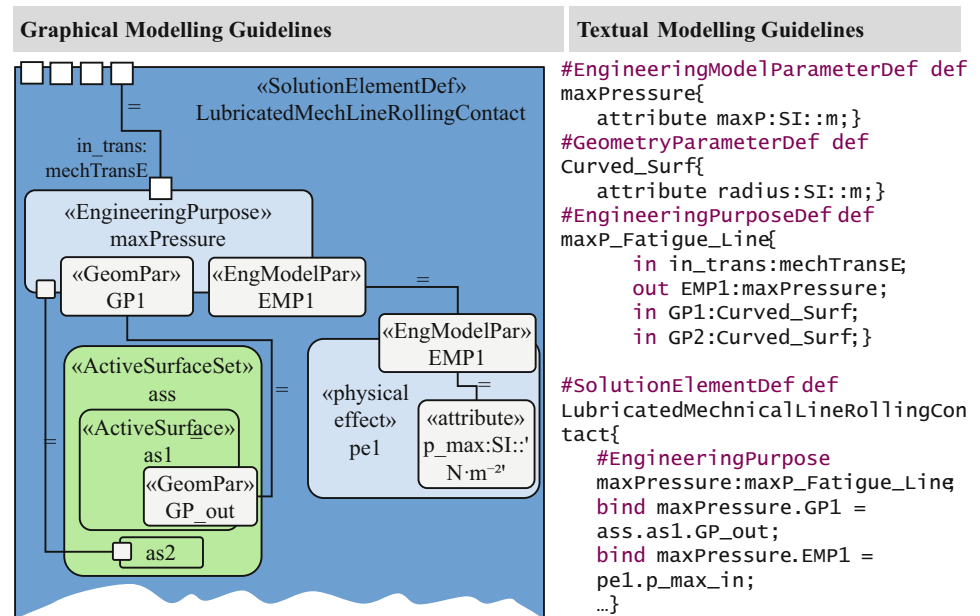 Graphical Modelling Guidelines
Textual Modelling Guidelines
«SolutionElementDef»
LubricatedMechLineRollingContact
=
in_trans:
mechTransE
«EngineeringPurpose»
maxPressure
«GeomPar»
GP1
«EngModelPar»
EMP1
=
«EngModelPar»
EMP1
=
«physical
effect»
pe1
«attribute»
p_max:SI::'
N·m⁻²'
«ActiveSurfaceSet»
ass
«ActiveSurface»
as1
=
«GeomPar»
GP_out
=
=
as2
#EngineeringModelParameterDef def
maxPressure{
attribute maxP:SI::m;}
#GeometryParameterDef def
Curved_Surf{
attribute radius:SI::m;}
#EngineeringPurposeDef def
maxP_Fatigue_Line{
in in_trans:mechTransE;
out EMP1:maxPressure;
in GP1:Curved_Surf;
in GP2:Curved_Surf;}
#SolutionElementDef def
LubricatedMechnicalLineRollingCon
tact{
#EngineeringPurpose
maxPressure:maxP_Fatigue_Line;
bind maxPressure.GP1 =
ass.as1.GP_out;
bind maxPressure.EMP1 =
pe1.p_max_in;
…}